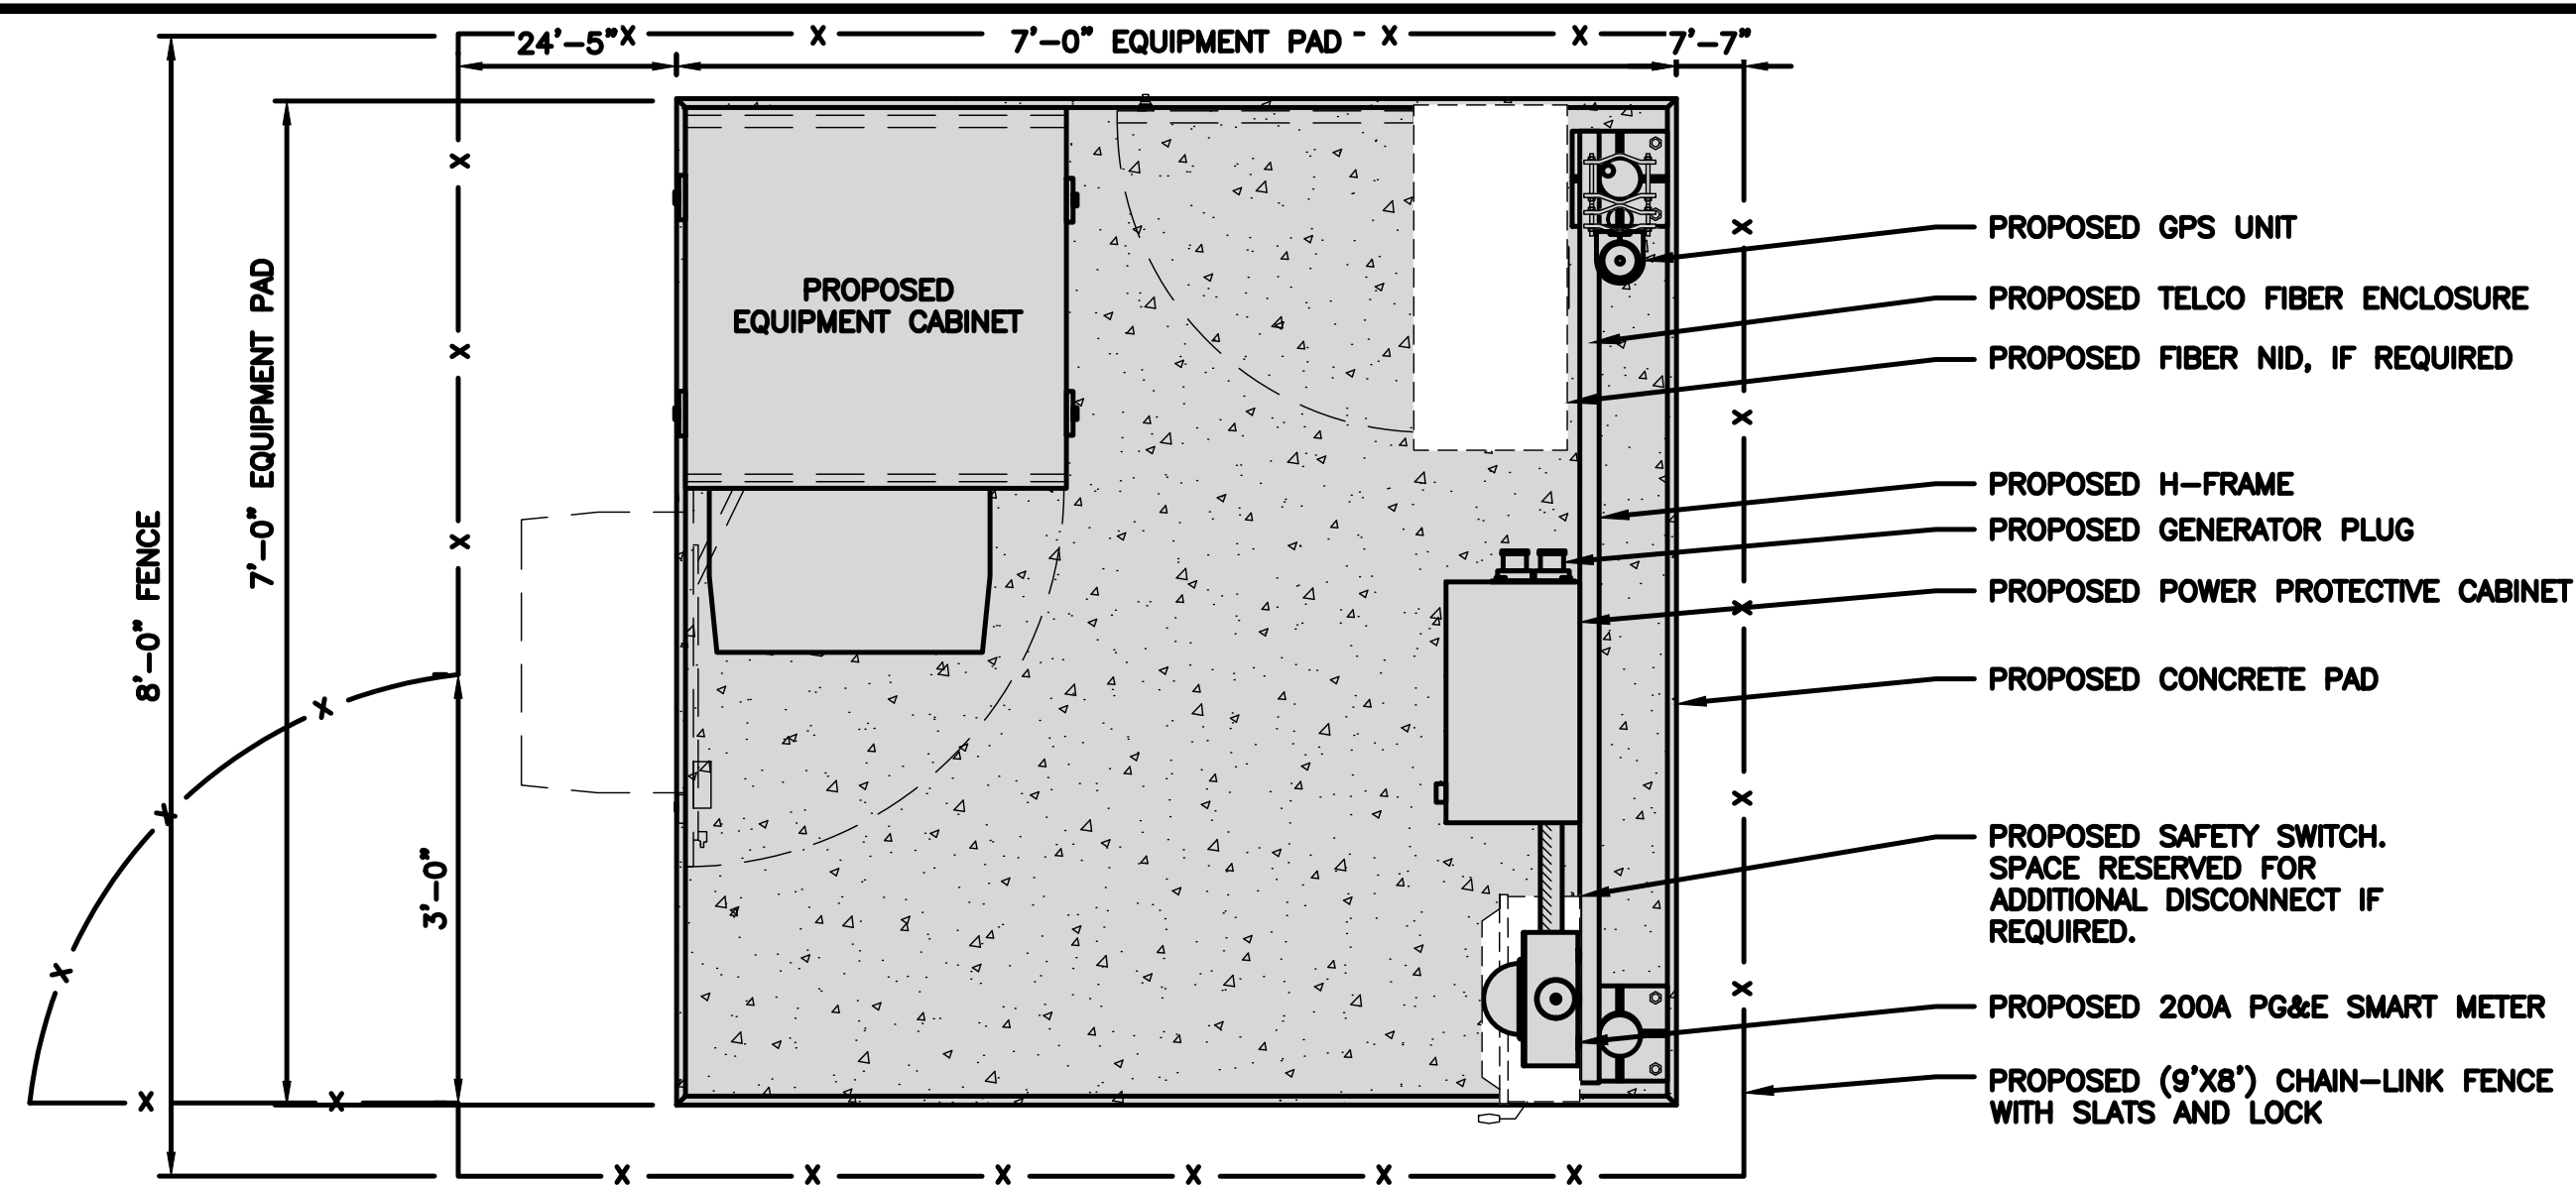 24'-5"
7'-0" EQUIPMENT PAD
7'-7"
8'-0" FENCE
7'-0" EQUIPMENT PAD
3'-0"
PROPOSED
EQUIPMENT CABINET
PROPOSED GPS UNIT
PROPOSED TELCO FIBER ENCLOSURE
PROPOSED FIBER NID, IF REQUIRED
PROPOSED H-FRAME
PROPOSED GENERATOR PLUG
PROPOSED POWER PROTECTIVE CABINET
PROPOSED CONCRETE PAD
PROPOSED SAFETY SWITCH.
SPACE RESERVED FOR
ADDITIONAL DISCONNECT IF
REQUIRED.
PROPOSED 200A PG&E SMART METER
PROPOSED (9'X8') CHAIN-LINK FENCE
WITH SLATS AND LOCK